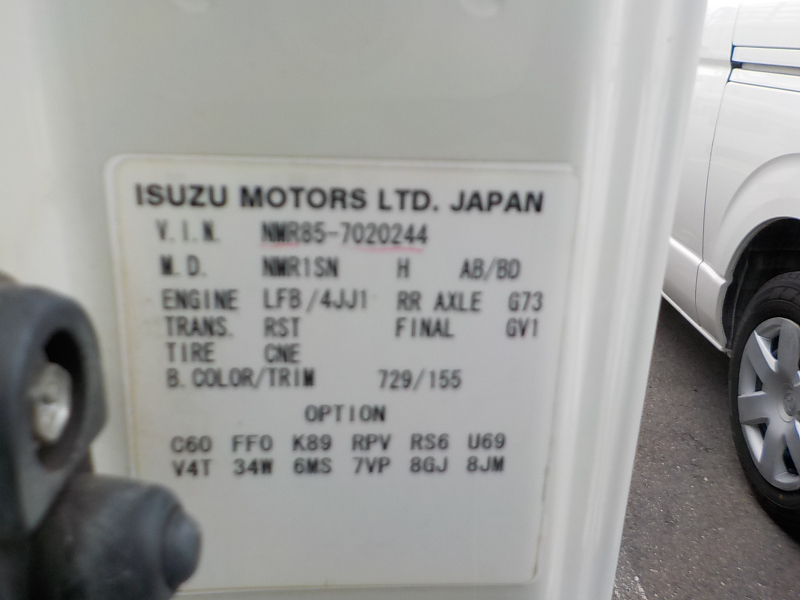 ISUZU MOTORS LTD. JAPAN
V.I.N. NMR85-7020244
M.D. NMR1SN H AB/BD
ENGINE LFB/4JJ1 RR AXLE G73
TRANS. RST FINAL GV1
TIRE CNE
B.COLOR/TRIM 729/155
OPTION
C60 FF0 K89 RPV RS6 U69
V4T 34W 6MS 7VP 8GJ 8JM